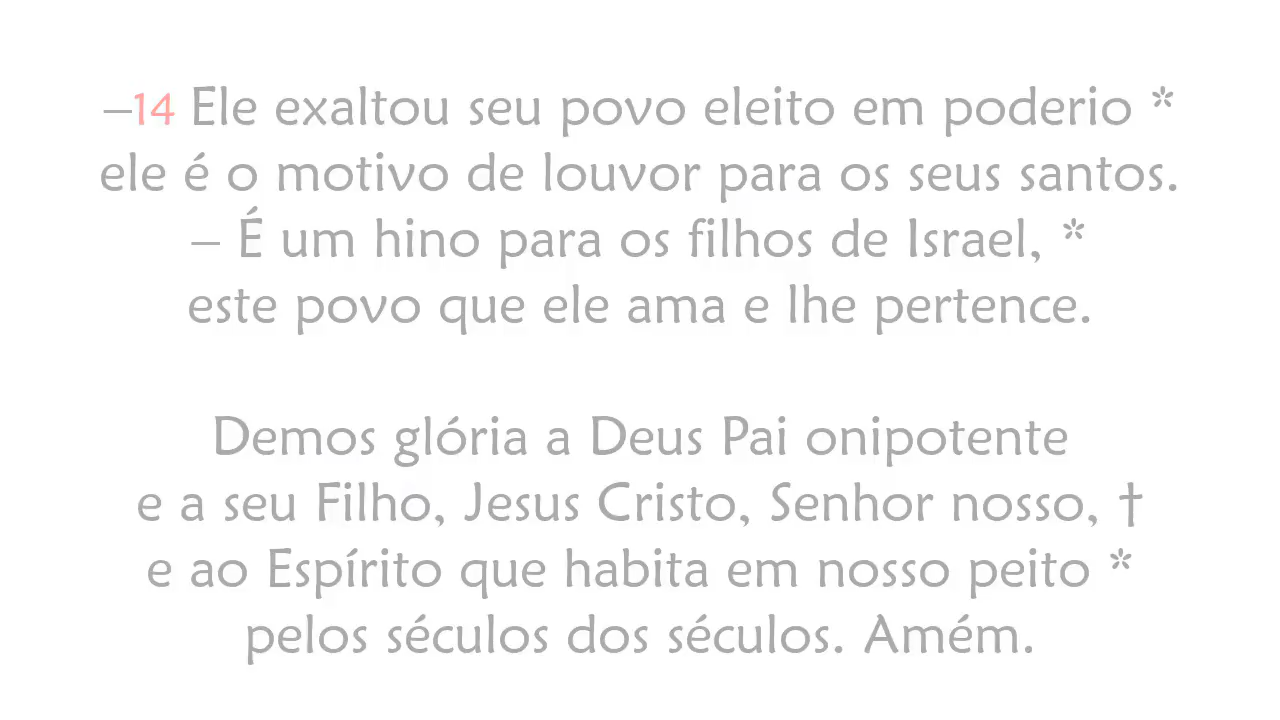 –14 Ele exaltou seu povo eleito em poderio *
ele é o motivo de louvor para os seus santos.
– É um hino para os filhos de Israel, *
este povo que ele ama e lhe pertence.
Demos glória a Deus Pai onipotente
e a seu Filho, Jesus Cristo, Senhor nosso, †
e ao Espírito que habita em nosso peito *
pelos séculos dos séculos. Amém.